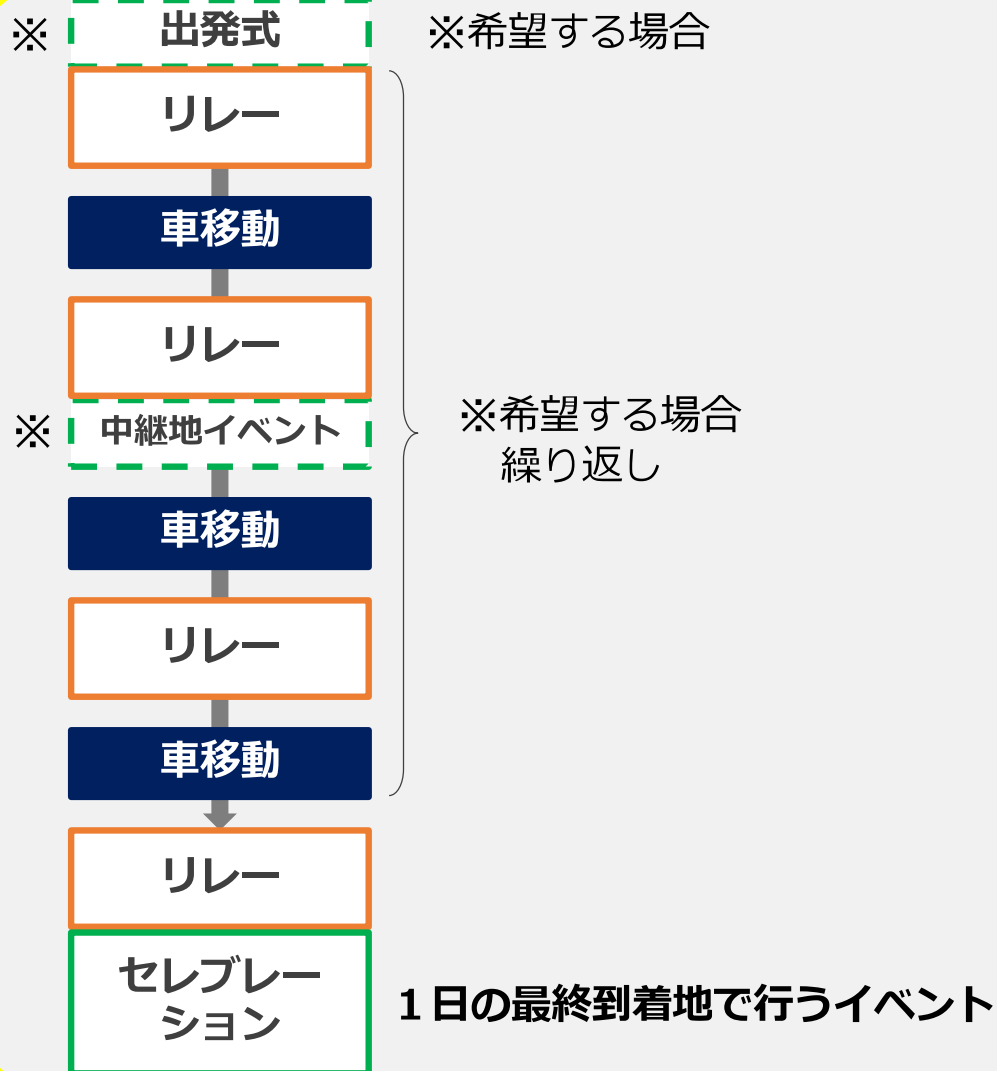 ※ 出発式 ※希望する場合
リレー
車移動
リレー
※ 中継地イベント ※希望する場合
繰り返し
車移動
リレー
車移動
リレー
セレブレー
ション
１日の最終到着地で行うイベント